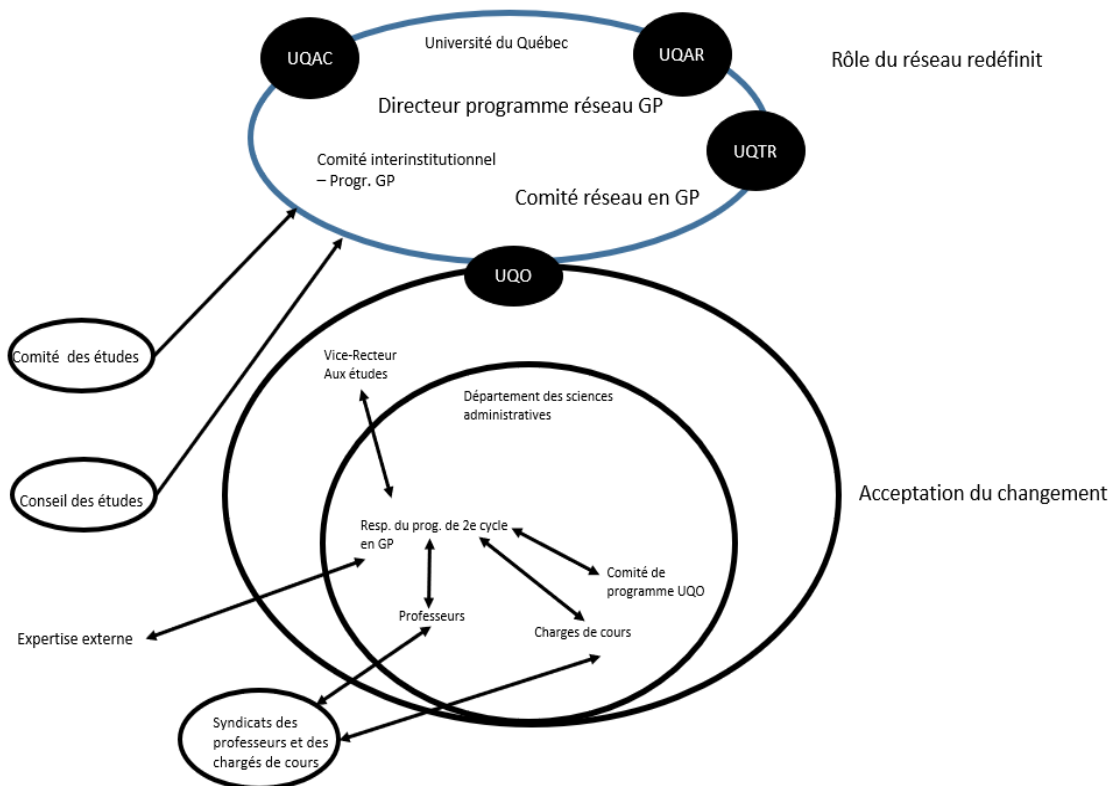 Université du Québec
UQAC
UQAR
Rôle du réseau redéfinit
Directeur programme réseau GP
UQTR
Comité interinstitutionnel
– Progr. GP
Comité réseau en GP
UQO
Comité des études
Vice-Recteur
Aux études
Département des sciences
administratives
Conseil des études
Acceptation du changement
Resp. du prog. de 2e cycle
en GP
Comité de
programme UQO
Professeurs
Charges de cours
Expertise externe
Syndicats des
professeurs et des
chargés de cours